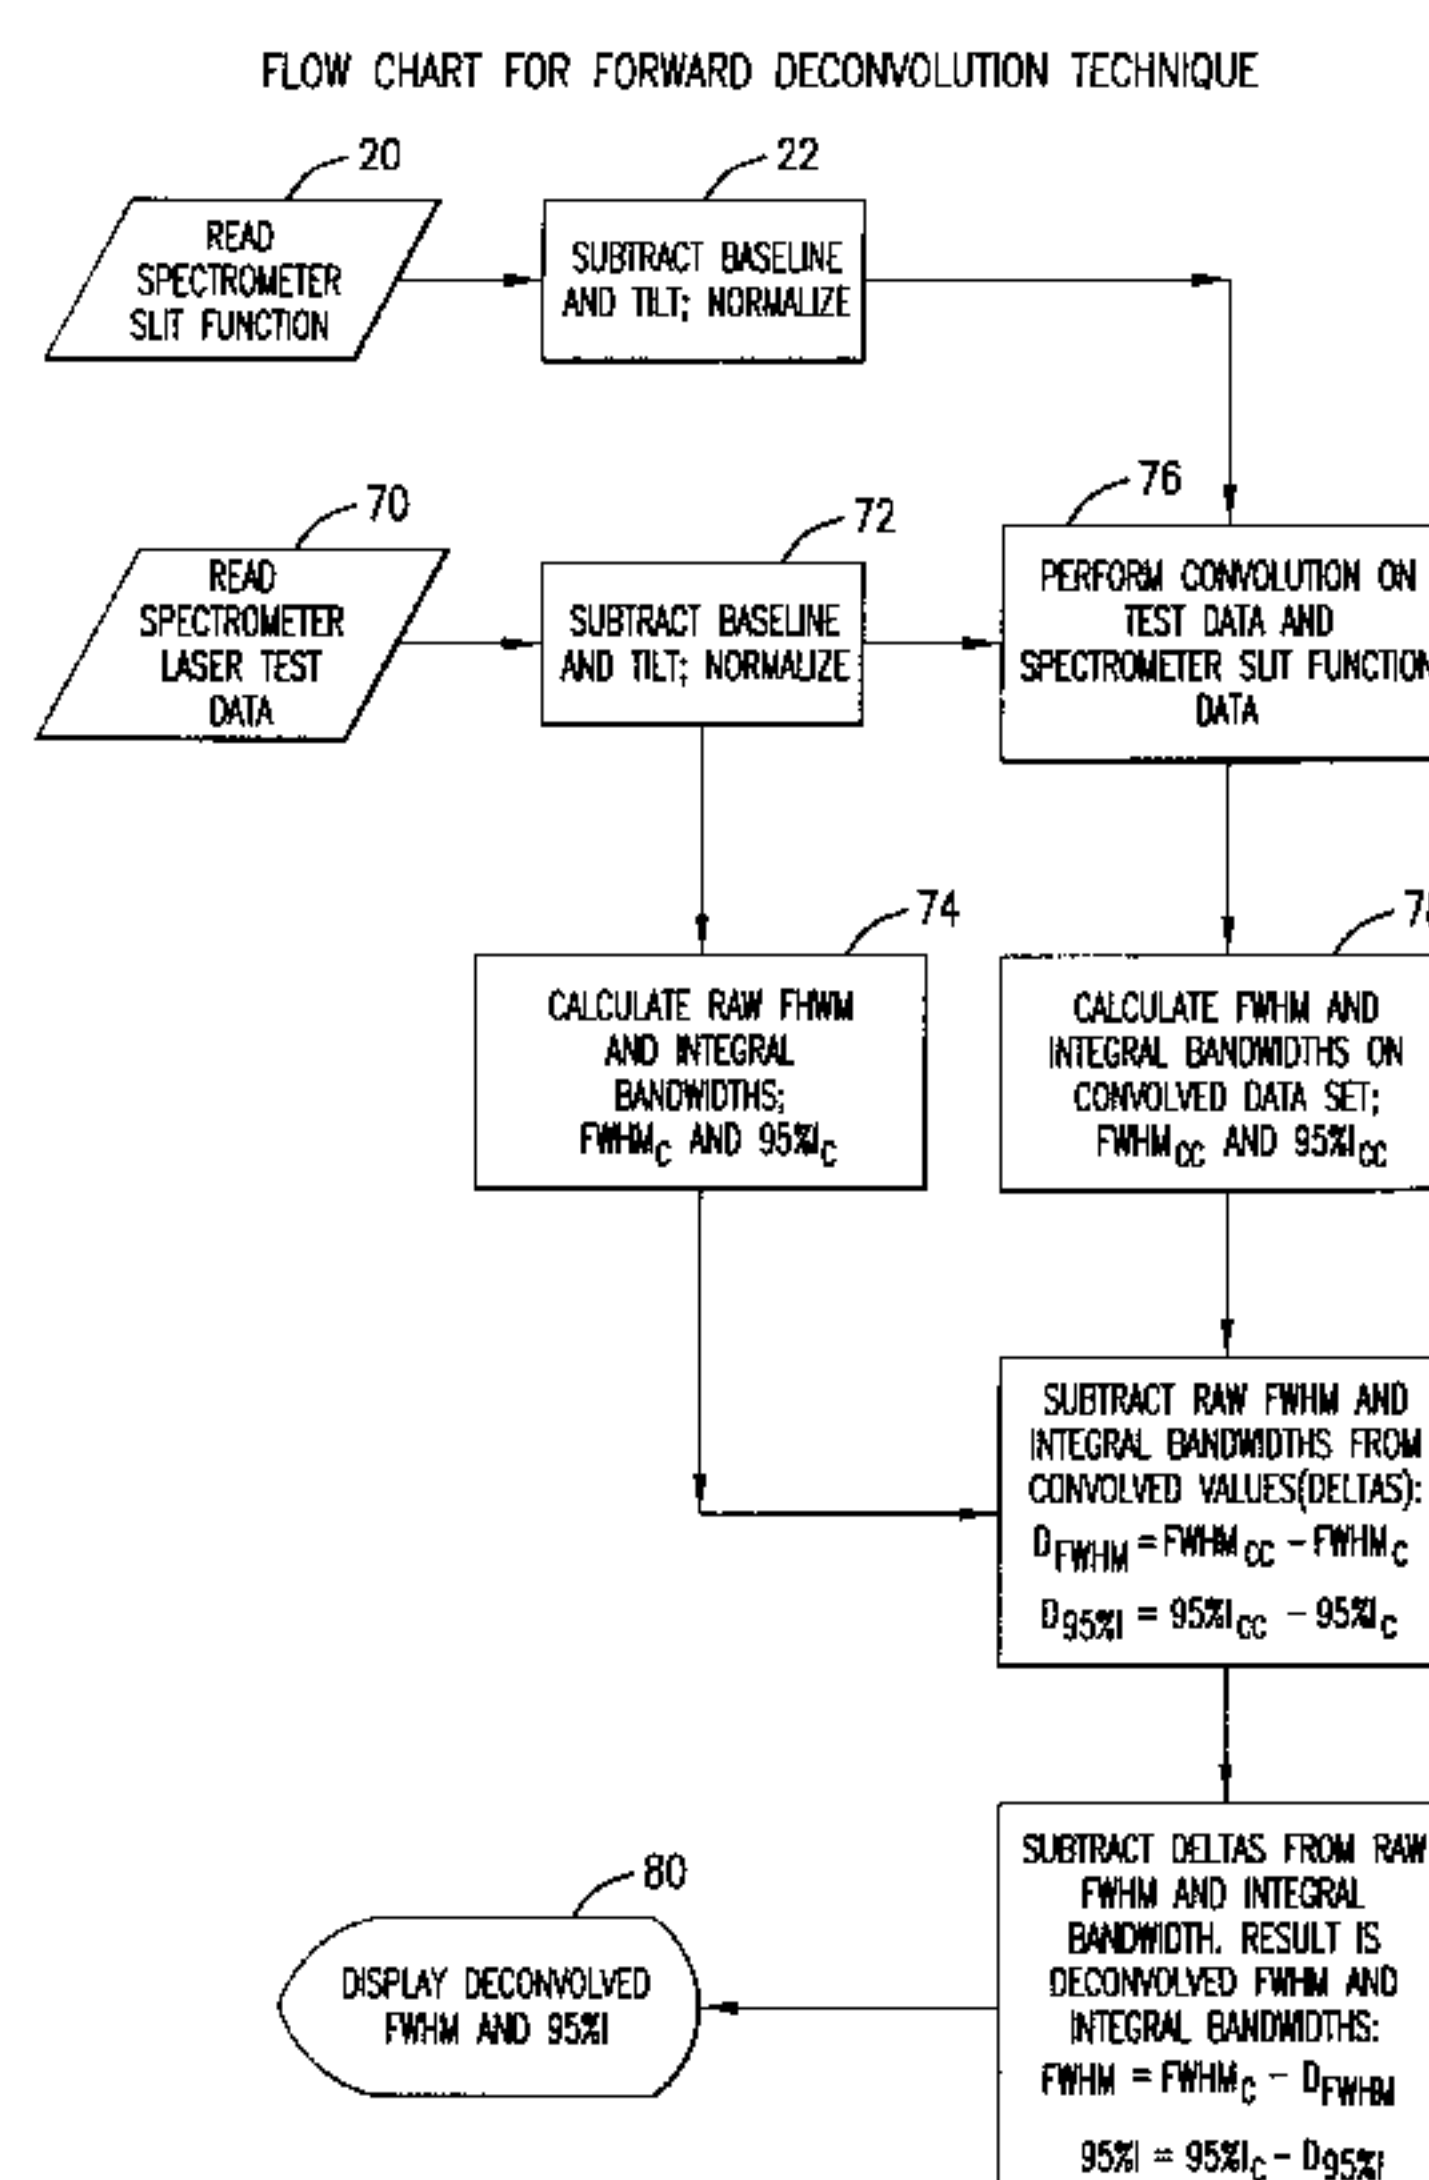 FLOW CHART FOR FORWARD DECONVOLUTION TECHNIQUE
20
READ
SPECTROMETER
SLIT FUNCTION
22
SUBTRACT BASELINE
AND TILT; NORMALIZE
70
READ
SPECTROMETER
LASER TEST
DATA
72
SUBTRACT BASELINE
AND TILT; NORMALIZE
76
PERFORM CONVOLUTION ON
TEST DATA AND
SPECTROMETER SLIT FUNCTION
DATA
74
CALCULATE RAW FHWM
AND INTEGRAL
BANDWIDTHS;
FWHM_C AND 95%I_C
CALCULATE FWHM AND
INTEGRAL BANDWIDTHS ON
CONVOLVED DATA SET;
FWHM_CC AND 95%I_CC
SUBTRACT RAW FWHM AND
INTEGRAL BANDWIDTHS FROM
CONVOLVED VALUES(DELTAS):
D_FWHM = FWHM_CC - FWHM_C
D_95%I = 95%I_CC - 95%I_C
SUBTRACT DELTAS FROM RAW
FWHM AND INTEGRAL
BANDWIDTH. RESULT IS
DECONVOLVED FWHM AND
INTEGRAL BANDWIDTHS:
FWHM = FWHM_C - D_FWHM
95%I = 95%I_C - D_95%I
80
DISPLAY DECONVOLVED
FWHM AND 95%I